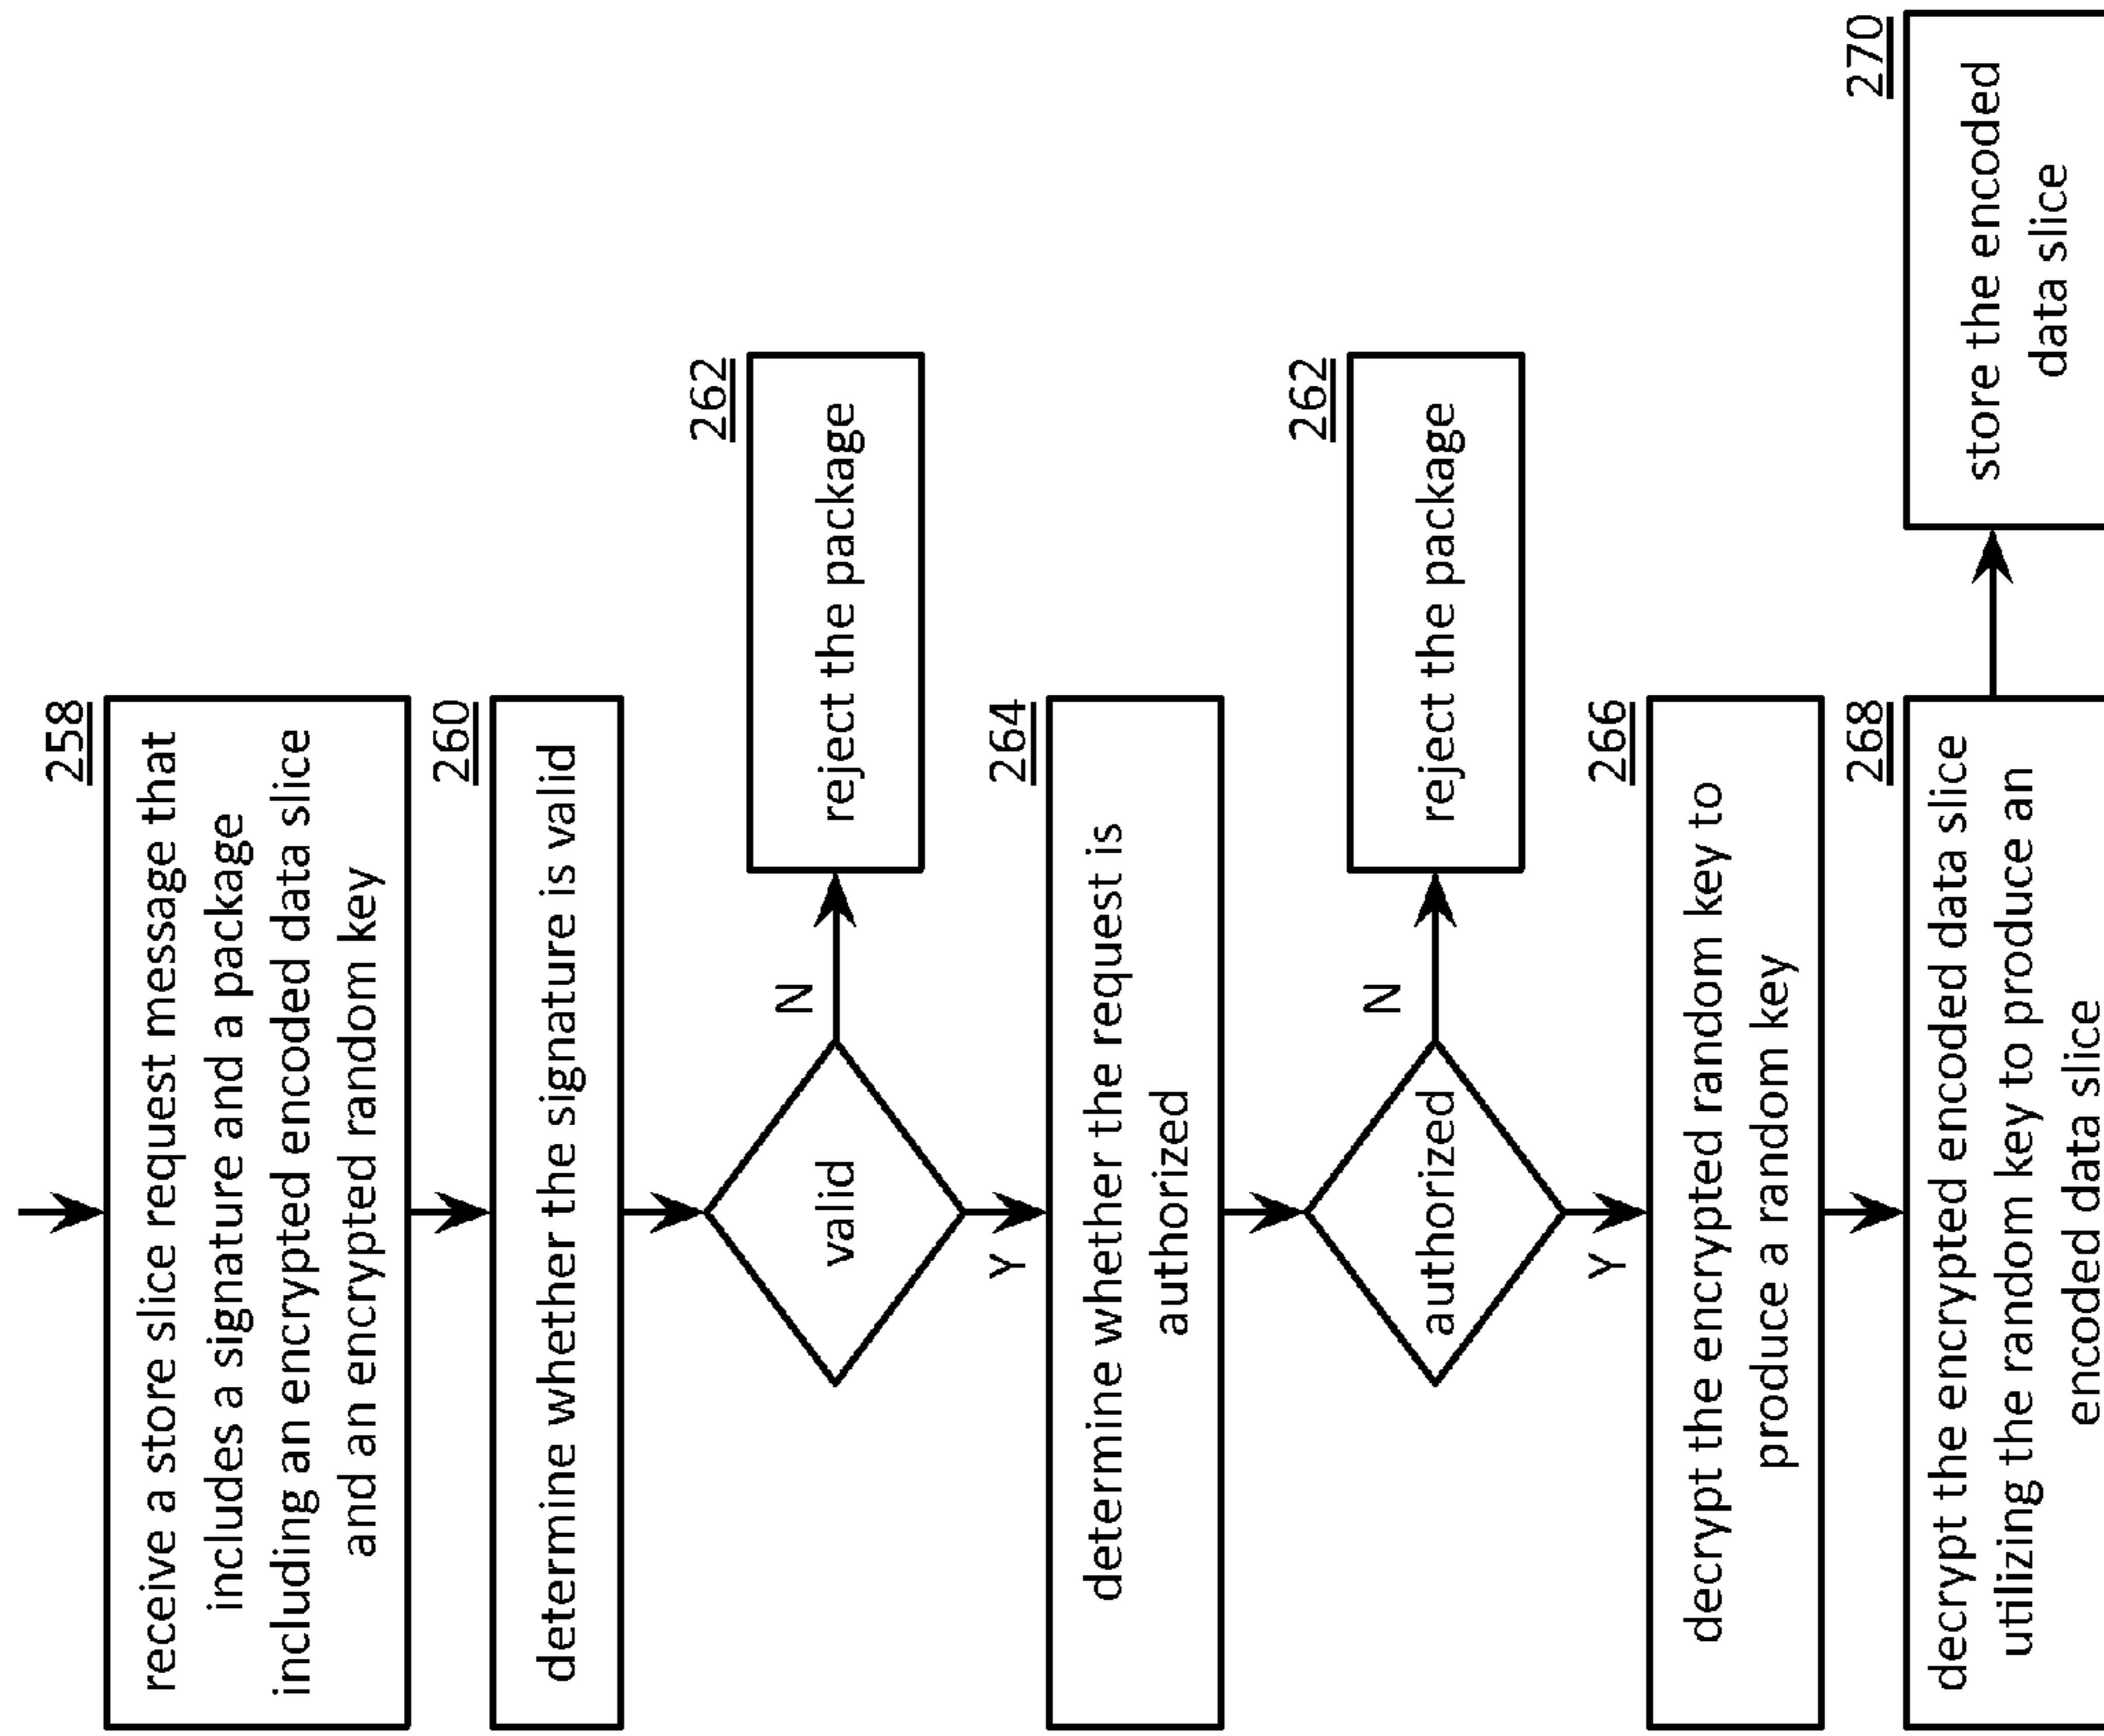 258
receive a store slice request message that
includes a signature and a package
including an encrypted encoded data slice
and an encrypted random key
260
determine whether the signature is valid
valid
N
262
reject the package
Y
264
determine whether the request is
authorized
authorized
N
262
reject the package
Y
266
decrypt the encrypted random key to
produce a random key
268
decrypt the encrypted encoded data slice
utilizing the random key to produce an
encoded data slice
270
store the encoded
data slice